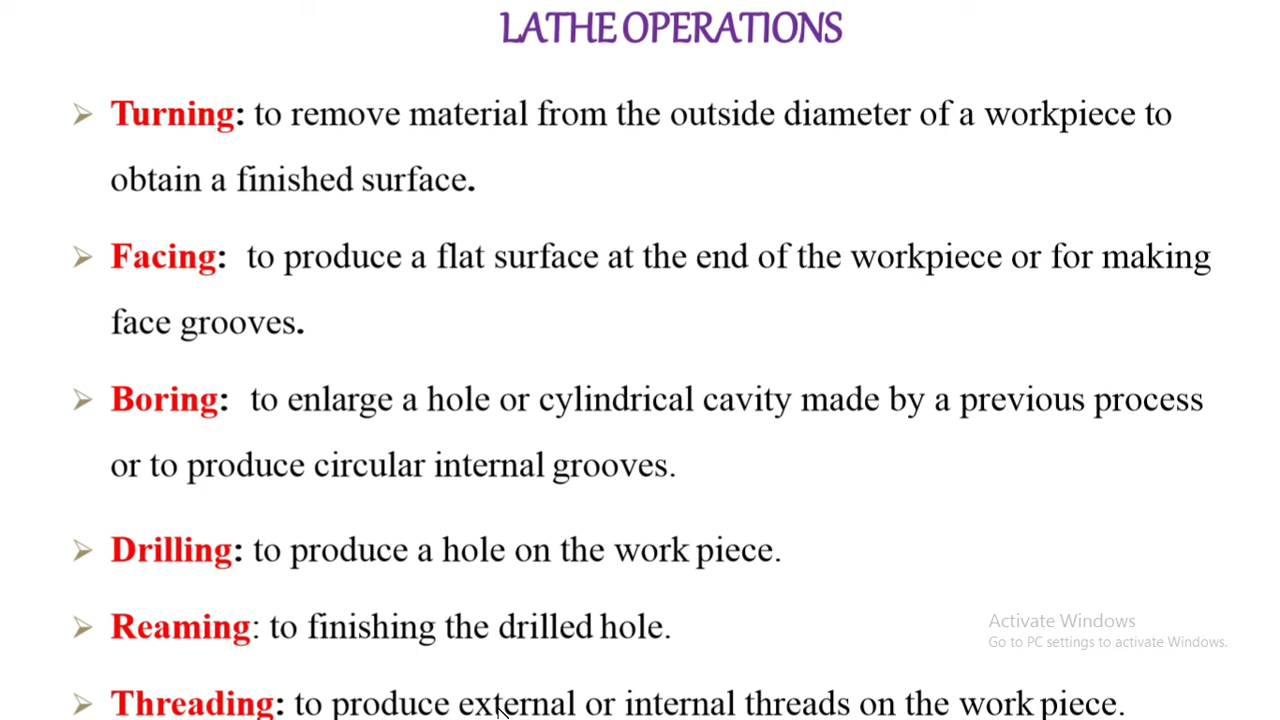 LATHE OPERATIONS
Turning: to remove material from the outside diameter of a workpiece to
obtain a finished surface.
Facing: to produce a flat surface at the end of the workpiece or for making
face grooves.
Boring: to enlarge a hole or cylindrical cavity made by a previous process
or to produce circular internal grooves.
Drilling: to produce a hole on the work piece.
Reaming: to finishing the drilled hole.
Activate Windows
Go to PC settings to activate Windows.
Threading: to produce external or internal threads on the work piece.